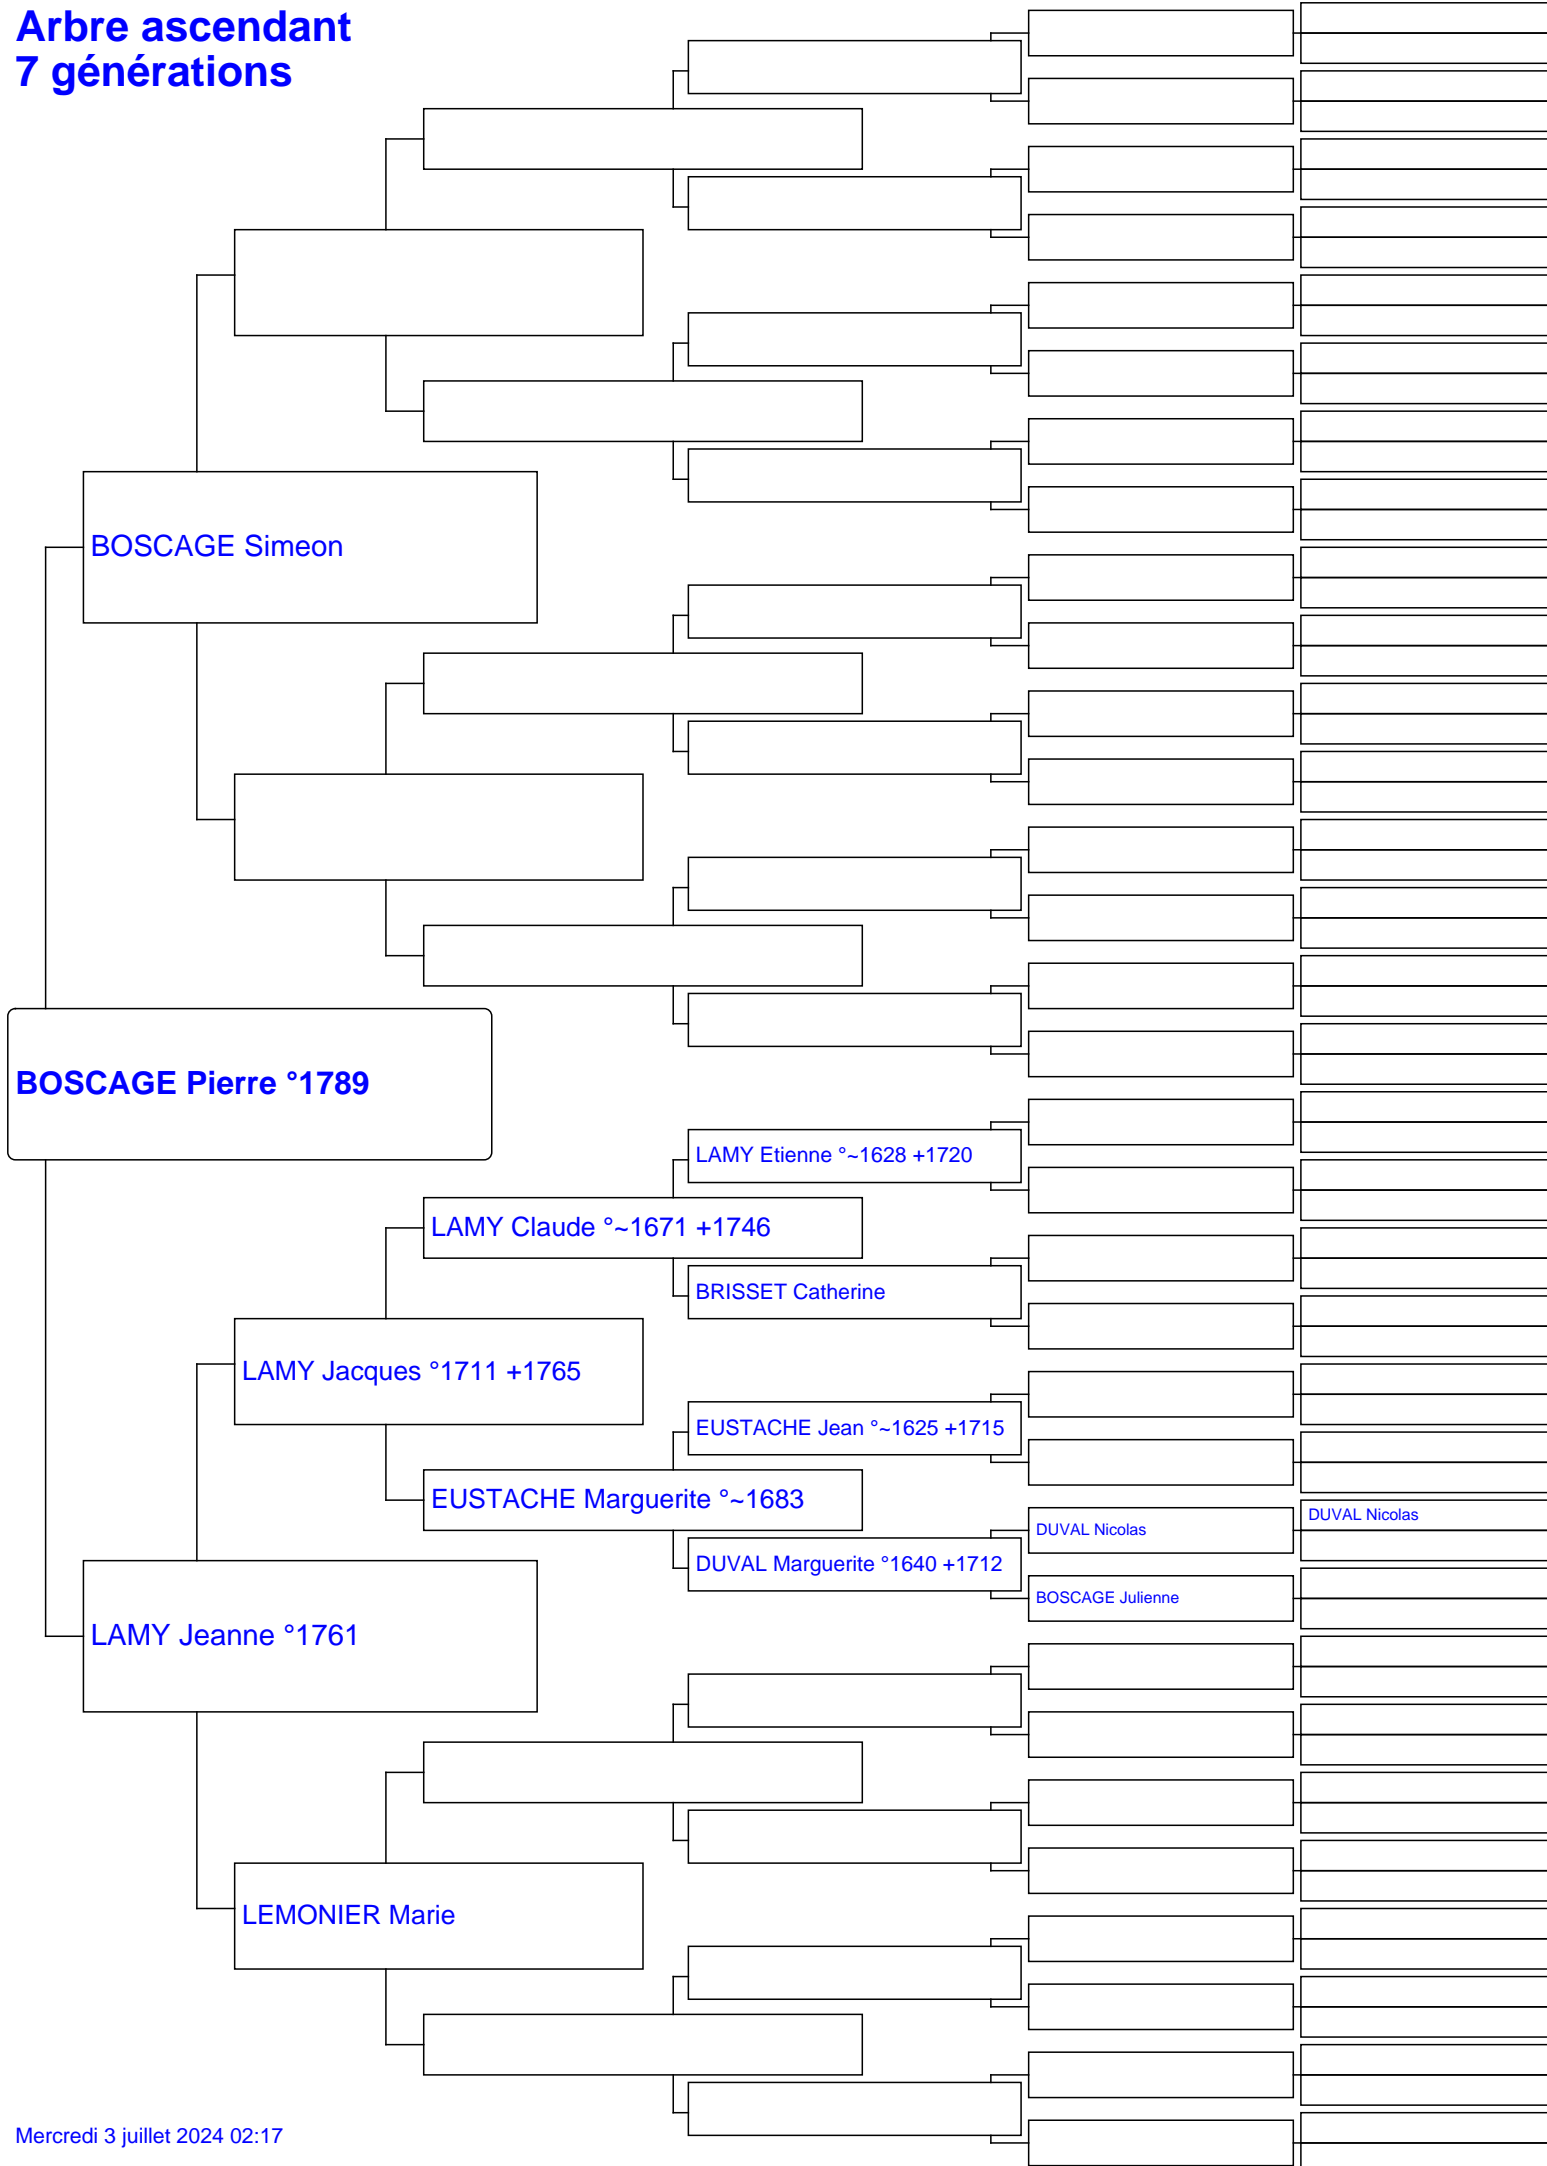 Arbre ascendant
7 générations
BOSCAGE Simeon
BOSCAGE Pierre °1789
LAMY Etienne °~1628 +1720
LAMY Claude °~1671 +1746
BRISSET Catherine
LAMY Jacques °1711 +1765
EUSTACHE Jean °~1625 +1715
EUSTACHE Marguerite °~1683
DUVAL Nicolas
DUVAL Nicolas
DUVAL Marguerite °1640 +1712
BOSCAGE Julienne
LAMY Jeanne °1761
LEMONIER Marie
Mercredi 3 juillet 2024 02:17